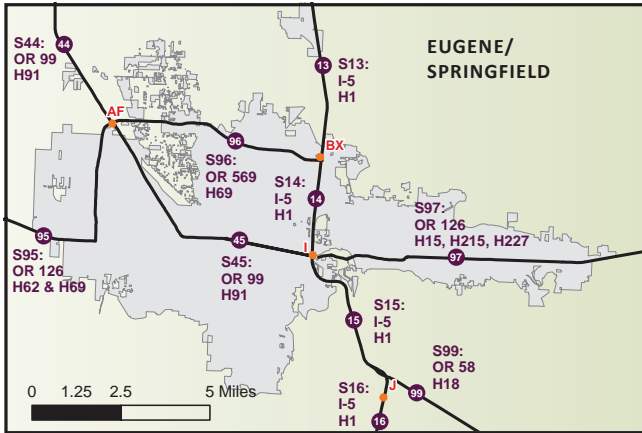 S44:
OR 99
H91
44
S13:
I-5
H1
13
EUGENE/
SPRINGFIELD
AF
96
BX
S96:
OR 569
H69
S14:
I-5
H1
14
S97:
OR 126
H15, H215, H227
97
95
S95:
OR 126
H62 & H69
45
S45:
OR 99
H91
I
S15:
I-5
H1
15
S99:
OR 58
H18
99
J
S16:
I-5
H1
16
0 1.25 2.5 5 Miles